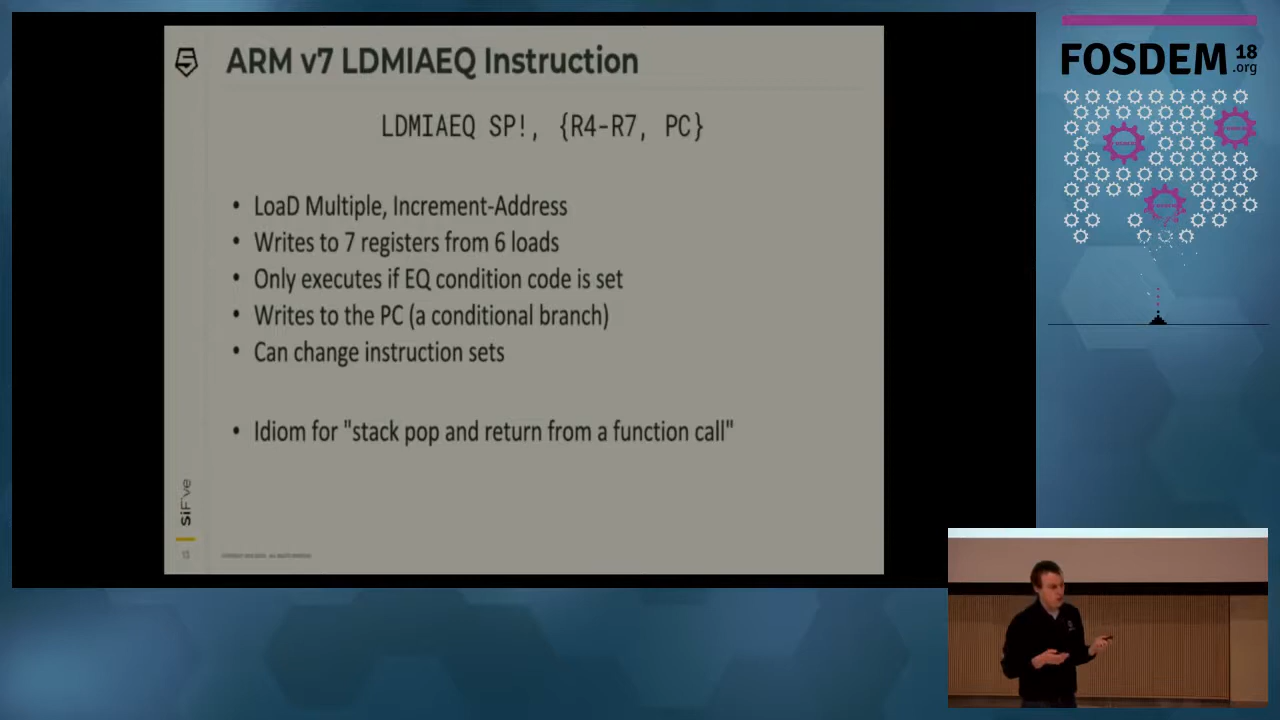 ARM v7 LDMIAEQ Instruction
LDMIAEQ SP!, {R4-R7, PC}
• LoaD Multiple, Increment-Address
• Writes to 7 registers from 6 loads
• Only executes if EQ condition code is set
• Writes to the PC (a conditional branch)
• Can change instruction sets
• Idiom for "stack pop and return from a function call"
SiFive
13
FOSDEM 18
.org